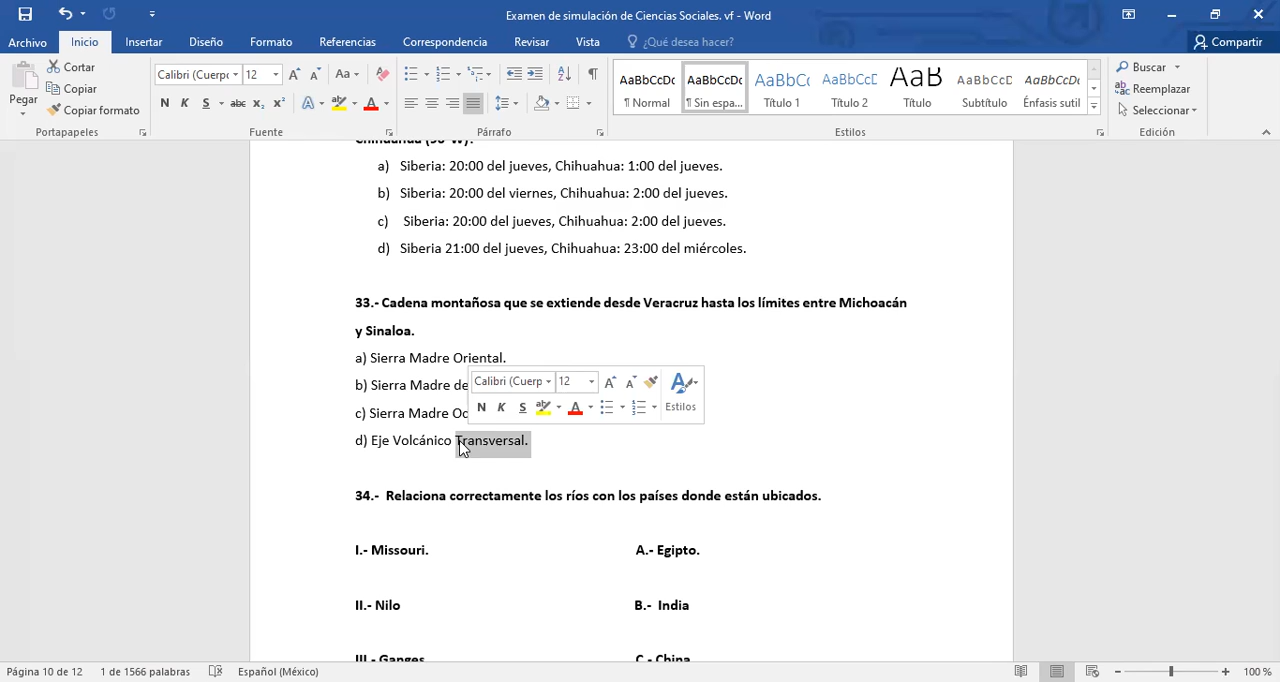 Examen de simulación de Ciencias Sociales. vf - Word
Archivo Inicio Insertar Diseño Formato Referencias Correspondencia Revisar Vista ¿Qué desea hacer? Compartir
Pegar
Cortar
Copiar
Copiar formato
Portapapeles
Calibri (Cuerpo 12
Fuente
Párrafo
AaBbCcDc ¶ Normal
AaBbCcDc ¶ Sin espa...
AaBbCc Título 1
AaBbCcD Título 2
AaB Título
AaBbCcD Subtítulo
AaBbCcDc Énfasis sutil
Estilos
Buscar
Reemplazar
Seleccionar
Edición
a) Siberia: 20:00 del jueves, Chihuahua: 1:00 del jueves.
b) Siberia: 20:00 del viernes, Chihuahua: 2:00 del jueves.
c) Siberia: 20:00 del jueves, Chihuahua: 2:00 del jueves.
d) Siberia 21:00 del jueves, Chihuahua: 23:00 del miércoles.
33.- Cadena montañosa que se extiende desde Veracruz hasta los límites entre Michoacán
y Sinaloa.
a) Sierra Madre Oriental.
b) Sierra Madre de
c) Sierra Madre Oc
d) Eje Volcánico Transversal.
Calibri (Cuerp 12
N K S Estilos
34.- Relaciona correctamente los ríos con los países donde están ubicados.
I.- Missouri. A.- Egipto.
II.- Nilo B.- India
III.- Ganges C.- China
Página 10 de 12 1 de 1566 palabras Español (México) 100 %